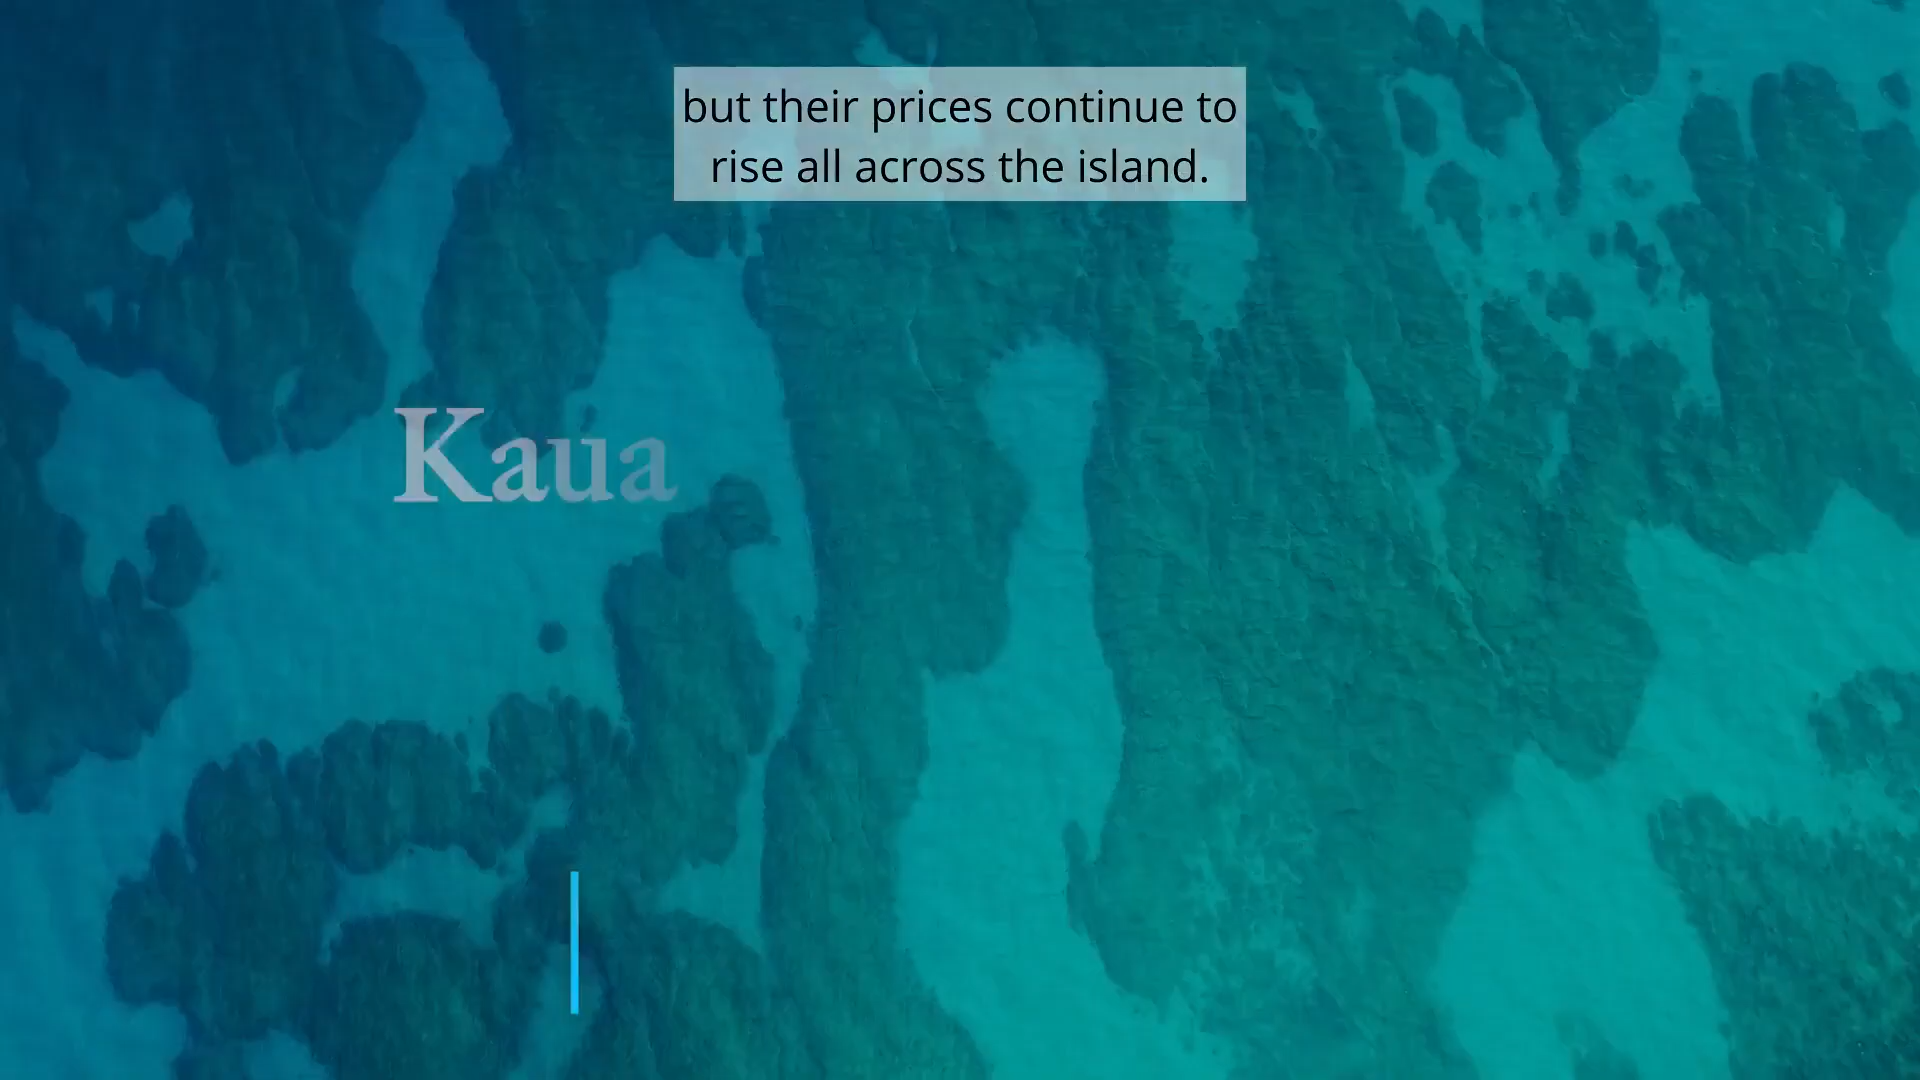 but their prices continue to
rise all across the island.
Kaua